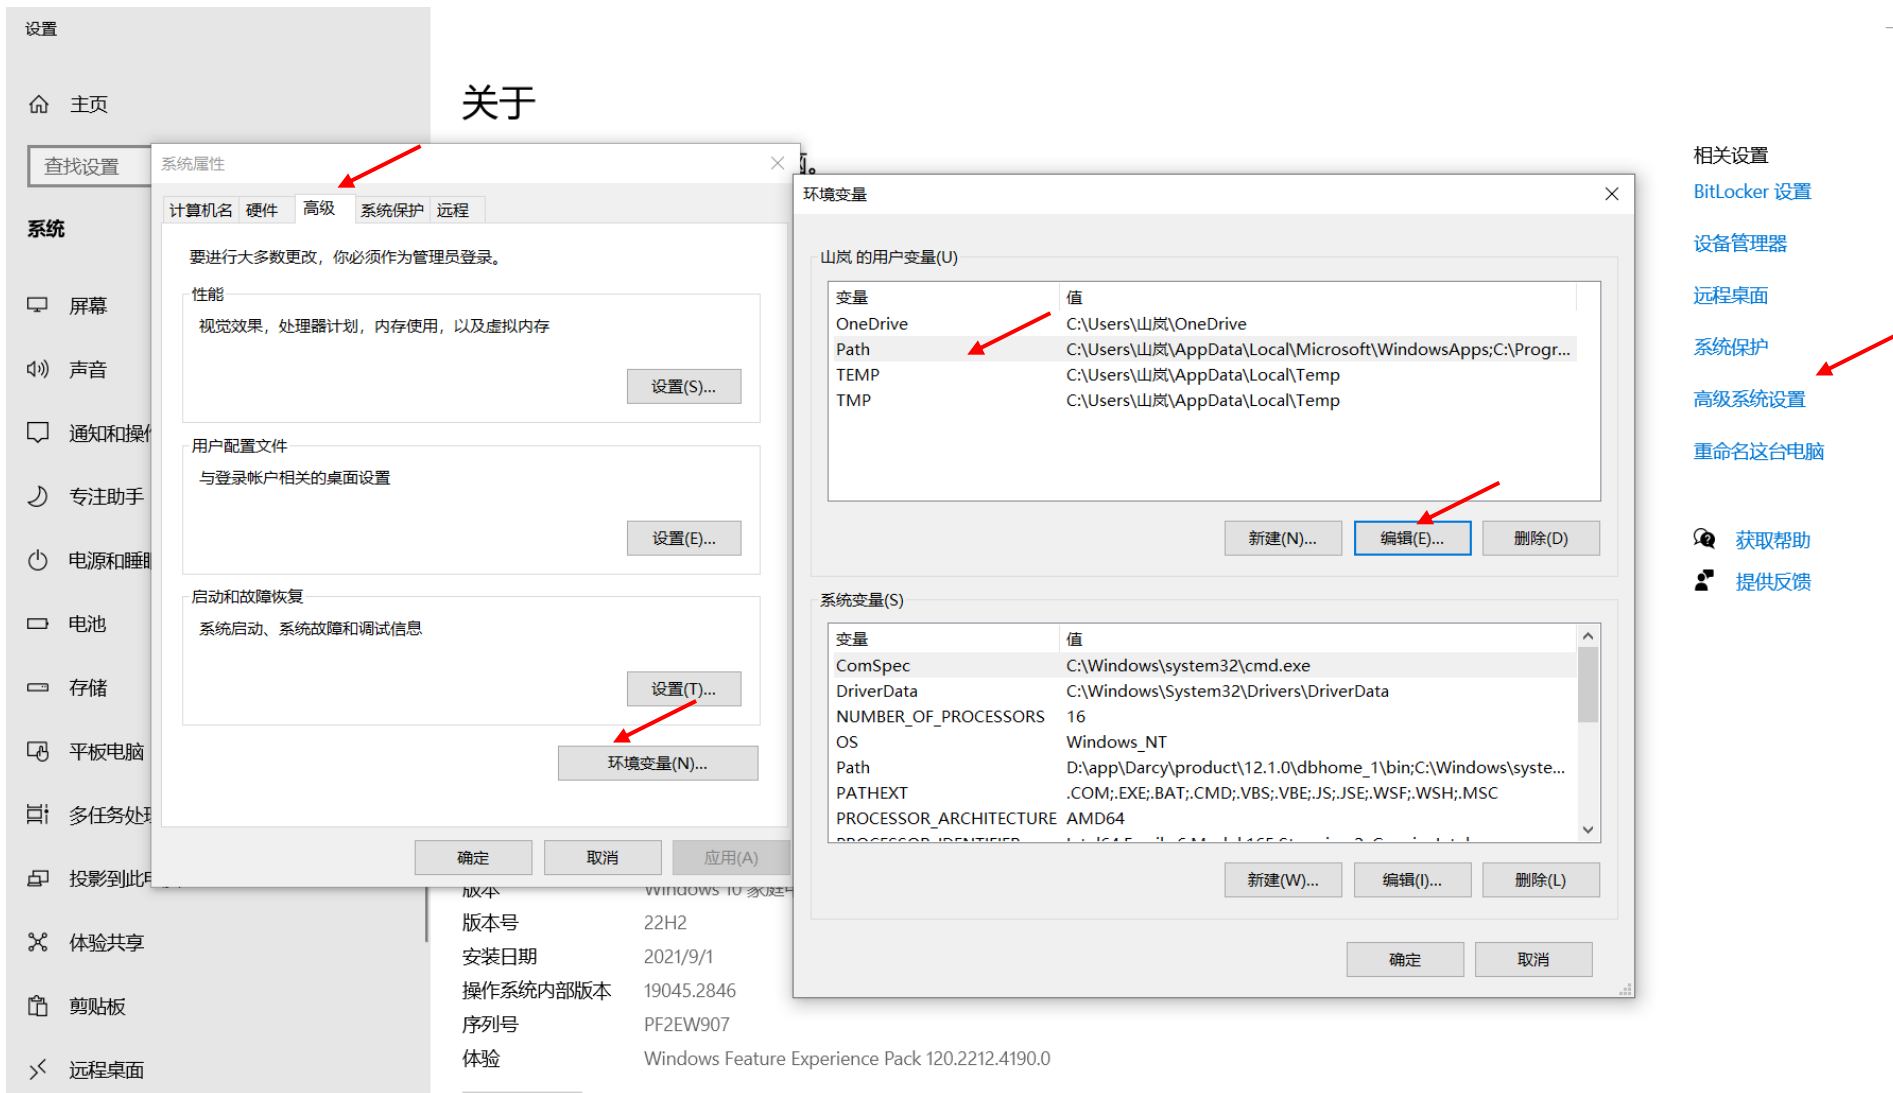 设置
主页
查找设置
系统
屏幕
声音
通知和操
专注助手
电源和睡
电池
存储
平板电脑
多任务处
投影到此
体验共享
剪贴板
远程桌面
关于
系统属性
计算机名 硬件 高级 系统保护 远程
要进行大多数更改，你必须作为管理员登录。
性能
视觉效果，处理器计划，内存使用，以及虚拟内存
设置(S)...
用户配置文件
与登录帐户相关的桌面设置
设置(E)...
启动和故障恢复
系统启动、系统故障和调试信息
设置(T)...
环境变量(N)...
确定 取消 应用(A)
版本 Windows 10 家庭
版本号 22H2
安装日期 2021/9/1
操作系统内部版本 19045.2846
序列号 PF2EW907
体验 Windows Feature Experience Pack 120.2212.4190.0
环境变量
山岚 的用户变量(U)
变量 值
OneDrive C:\Users\山岚\OneDrive
Path C:\Users\山岚\AppData\Local\Microsoft\WindowsApps;C:\Progr...
TEMP C:\Users\山岚\AppData\Local\Temp
TMP C:\Users\山岚\AppData\Local\Temp
新建(N)... 编辑(E)... 删除(D)
系统变量(S)
变量 值
ComSpec C:\Windows\system32\cmd.exe
DriverData C:\Windows\System32\Drivers\DriverData
NUMBER_OF_PROCESSORS 16
OS Windows_NT
Path D:\app\Darcy\product\12.1.0\dbhome_1\bin;C:\Windows\syste...
PATHEXT .COM;.EXE;.BAT;.CMD;.VBS;.VBE;.JS;.JSE;.WSF;.WSH;.MSC
PROCESSOR_ARCHITECTURE AMD64
新建(W)... 编辑(I)... 删除(L)
确定 取消
相关设置
BitLocker 设置
设备管理器
远程桌面
系统保护
高级系统设置
重命名这台电脑
获取帮助
提供反馈